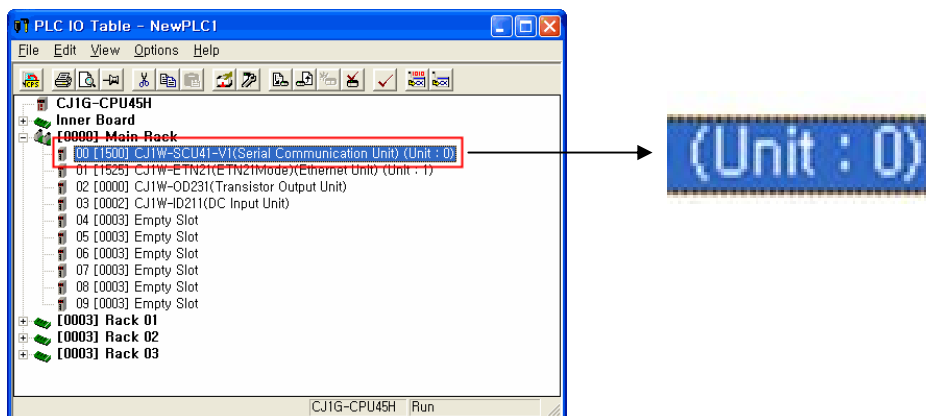 PLC IO Table - NewPLC1
File Edit View Options Help
CJ1G-CPU45H
Inner Board
[0000] Main Rack
00 [1500] CJ1W-SCU41-V1(Serial Communication Unit) (Unit : 0)
(Unit : 0)
01 [1525] CJ1W-ETN21(ETN21Mode)(Ethernet Unit) (Unit : 1)
02 [0000] CJ1W-OD231(Transistor Output Unit)
03 [0002] CJ1W-ID211(DC Input Unit)
04 [0003] Empty Slot
05 [0003] Empty Slot
06 [0003] Empty Slot
07 [0003] Empty Slot
08 [0003] Empty Slot
09 [0003] Empty Slot
[0003] Rack 01
[0003] Rack 02
[0003] Rack 03
CJ1G-CPU45H Run